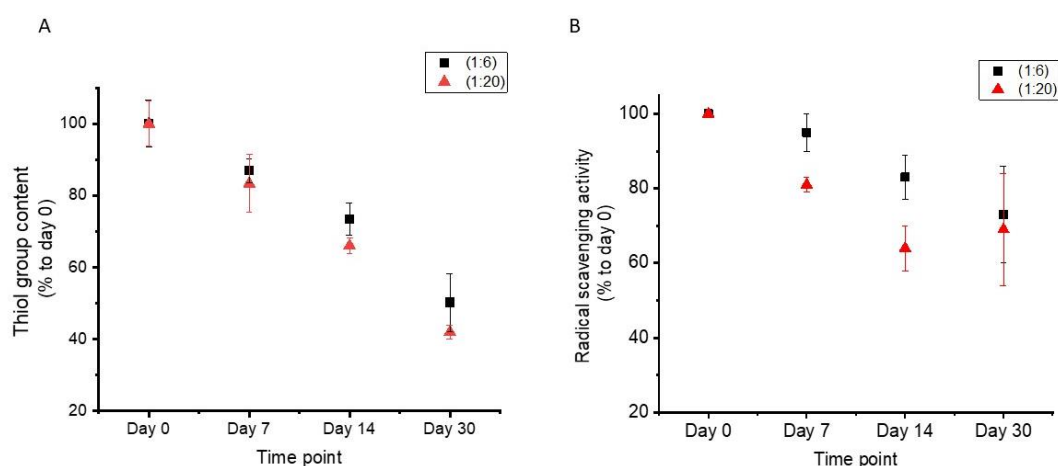 A
(1:6)
(1:20)
Thiol group content
(% to day 0)
100
80
60
40
20
Day 0 Day 7 Day 14 Day 30
Time point
B
(1:6)
(1:20)
Radical scavenging activity
(% to day 0)
100
80
60
40
20
Day 0 Day 7 Day 14 Day 30
Time point